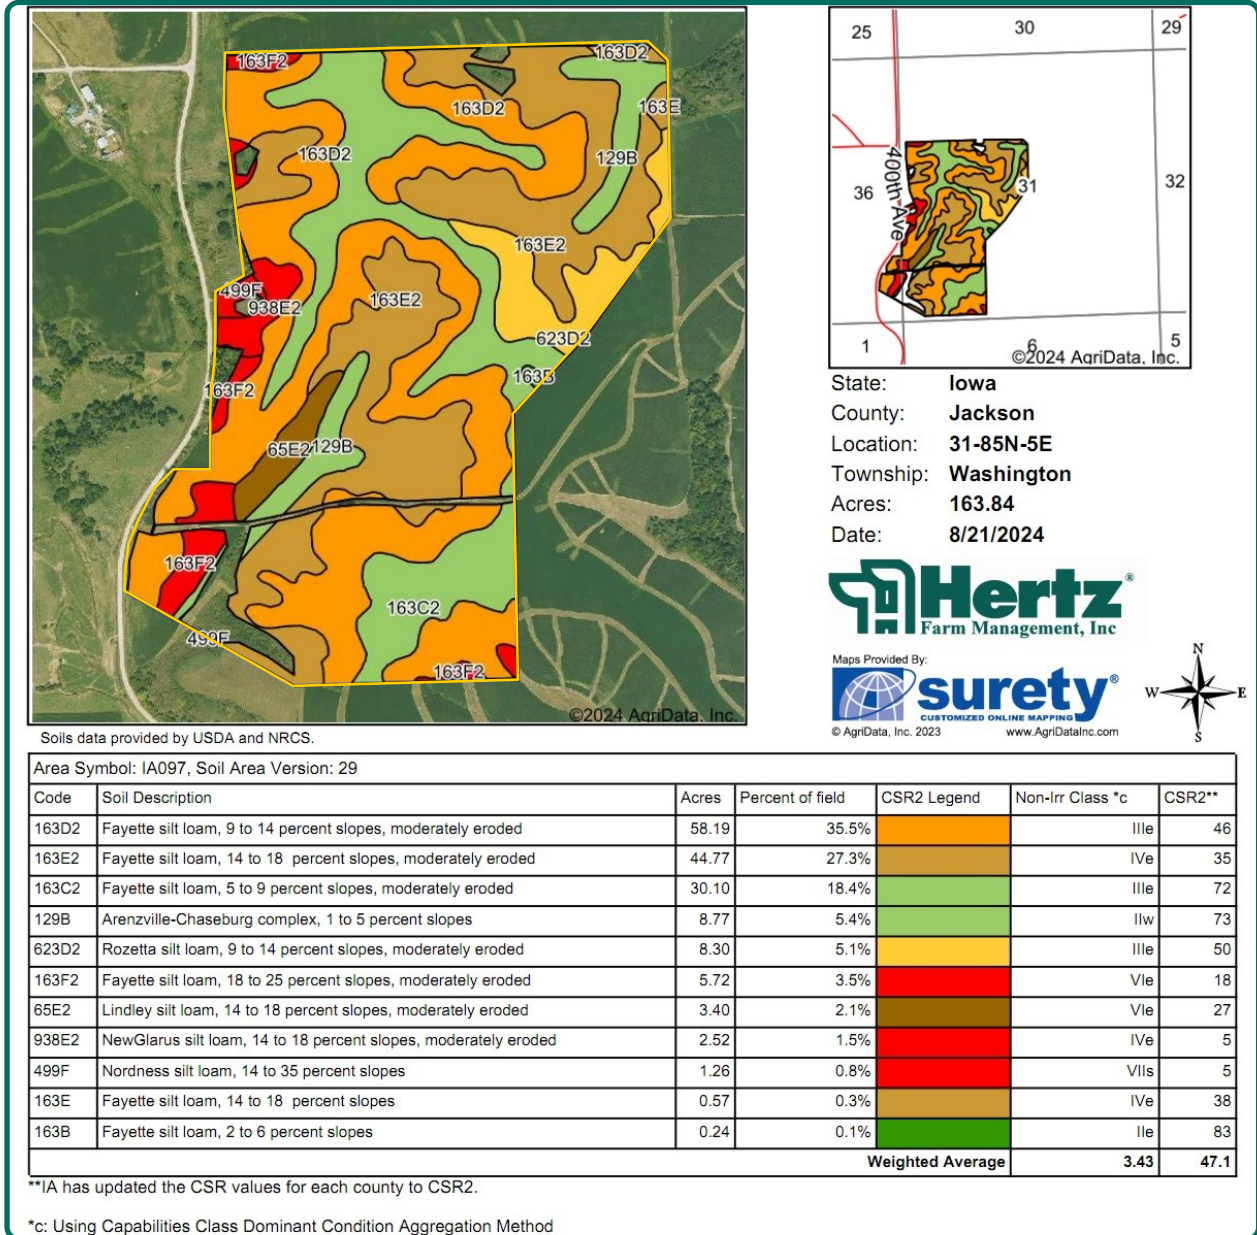 163F2
163D2
163D2
163E
163D2
129B
163E2
499F
938E2
163E2
623D2
163B
163F2
65E2
129B
163F2
163C2
499F
163F2
©2024 AgriData, Inc.
25
30
29
36
400th Ave
31
32
1
6
5
©2024 AgriData, Inc.
State: Iowa
County: Jackson
Location: 31-85N-5E
Township: Washington
Acres: 163.84
Date: 8/21/2024
Hertz®
Farm Management, Inc
Maps Provided By:
surety®
CUSTOMIZED ONLINE MAPPING
© AgriData, Inc. 2023 www.AgriDataInc.com
N
W E
S
Soils data provided by USDA and NRCS.
Area Symbol: IA097, Soil Area Version: 29
Code Soil Description Acres Percent of field CSR2 Legend Non-Irr Class *c CSR2**
163D2 Fayette silt loam, 9 to 14 percent slopes, moderately eroded 58.19 35.5% IIIe 46
163E2 Fayette silt loam, 14 to 18 percent slopes, moderately eroded 44.77 27.3% IVe 35
163C2 Fayette silt loam, 5 to 9 percent slopes, moderately eroded 30.10 18.4% IIIe 72
129B Arenzville-Chaseburg complex, 1 to 5 percent slopes 8.77 5.4% IIw 73
623D2 Rozetta silt loam, 9 to 14 percent slopes, moderately eroded 8.30 5.1% IIIe 50
163F2 Fayette silt loam, 18 to 25 percent slopes, moderately eroded 5.72 3.5% VIe 18
65E2 Lindley silt loam, 14 to 18 percent slopes, moderately eroded 3.40 2.1% VIe 27
938E2 NewGlarus silt loam, 14 to 18 percent slopes, moderately eroded 2.52 1.5% IVe 5
499F Nordness silt loam, 14 to 35 percent slopes 1.26 0.8% VIIs 5
163E Fayette silt loam, 14 to 18 percent slopes 0.57 0.3% IVe 38
163B Fayette silt loam, 2 to 6 percent slopes 0.24 0.1% IIe 83
Weighted Average 3.43 47.1
**IA has updated the CSR values for each county to CSR2.
*c: Using Capabilities Class Dominant Condition Aggregation Method